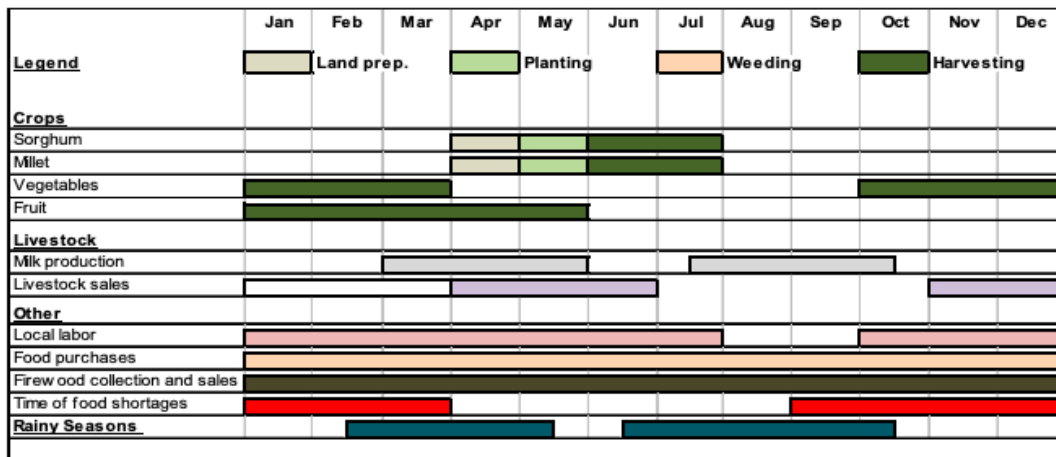 Jan Feb Mar Apr May Jun Jul Aug Sep Oct Nov Dec
Legend Land prep. Planting Weeding Harvesting
Crops
Sorghum
Millet
Vegetables
Fruit
Livestock
Milk production
Livestock sales
Other
Local labor
Food purchases
Firewood collection and sales
Time of food shortages
Rainy Seasons